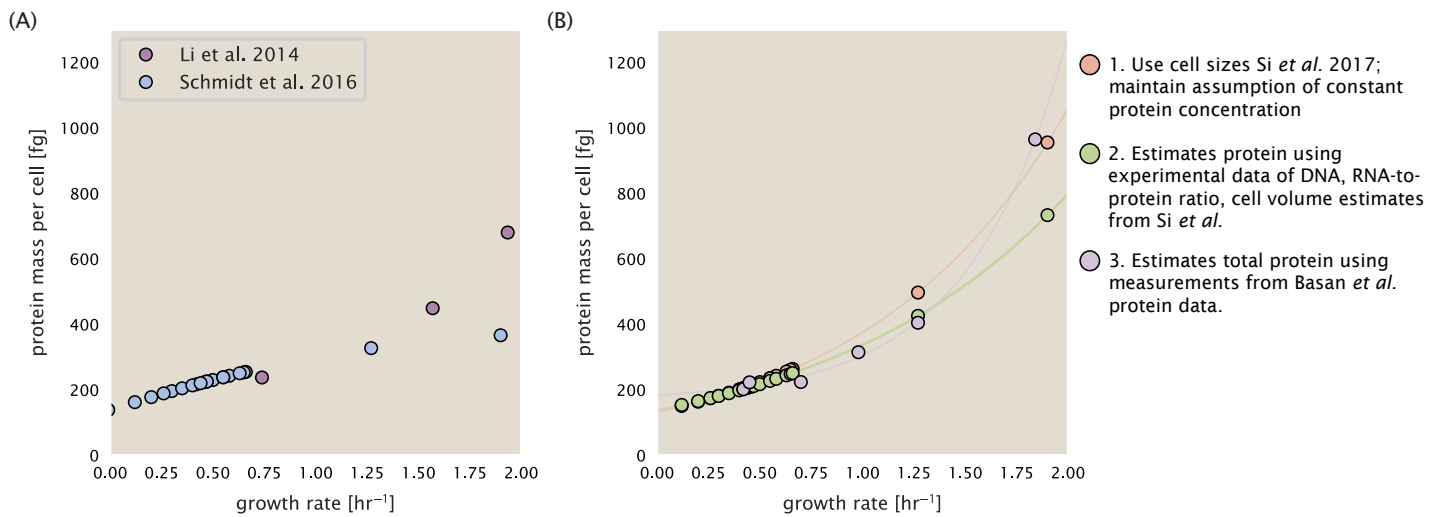 (A)
Li et al. 2014
Schmidt et al. 2016
1200
1000
800
600
400
200
0
protein mass per cell [fg]
0.00 0.25 0.50 0.75 1.00 1.25 1.50 1.75 2.00
growth rate [hr⁻¹]
(B)
1200
1000
800
600
400
200
0
protein mass per cell [fg]
0.00 0.25 0.50 0.75 1.00 1.25 1.50 1.75 2.00
growth rate [hr⁻¹]
1. Use cell sizes Si et al. 2017;
maintain assumption of constant
protein concentration
2. Estimates protein using
experimental data of DNA, RNA-to-
protein ratio, cell volume estimates
from Si et al.
3. Estimates total protein using
measurements from Basan et al.
protein data.